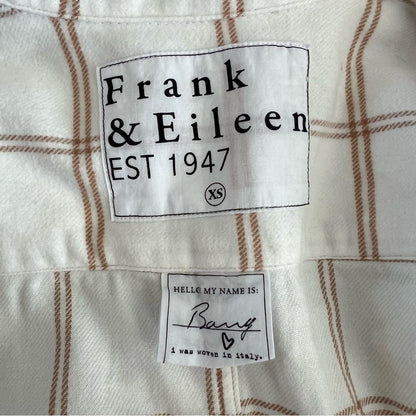 Frank
& Eileen
EST 1947
XS
HELLO MY NAME IS:
Barry
i was woven in italy.